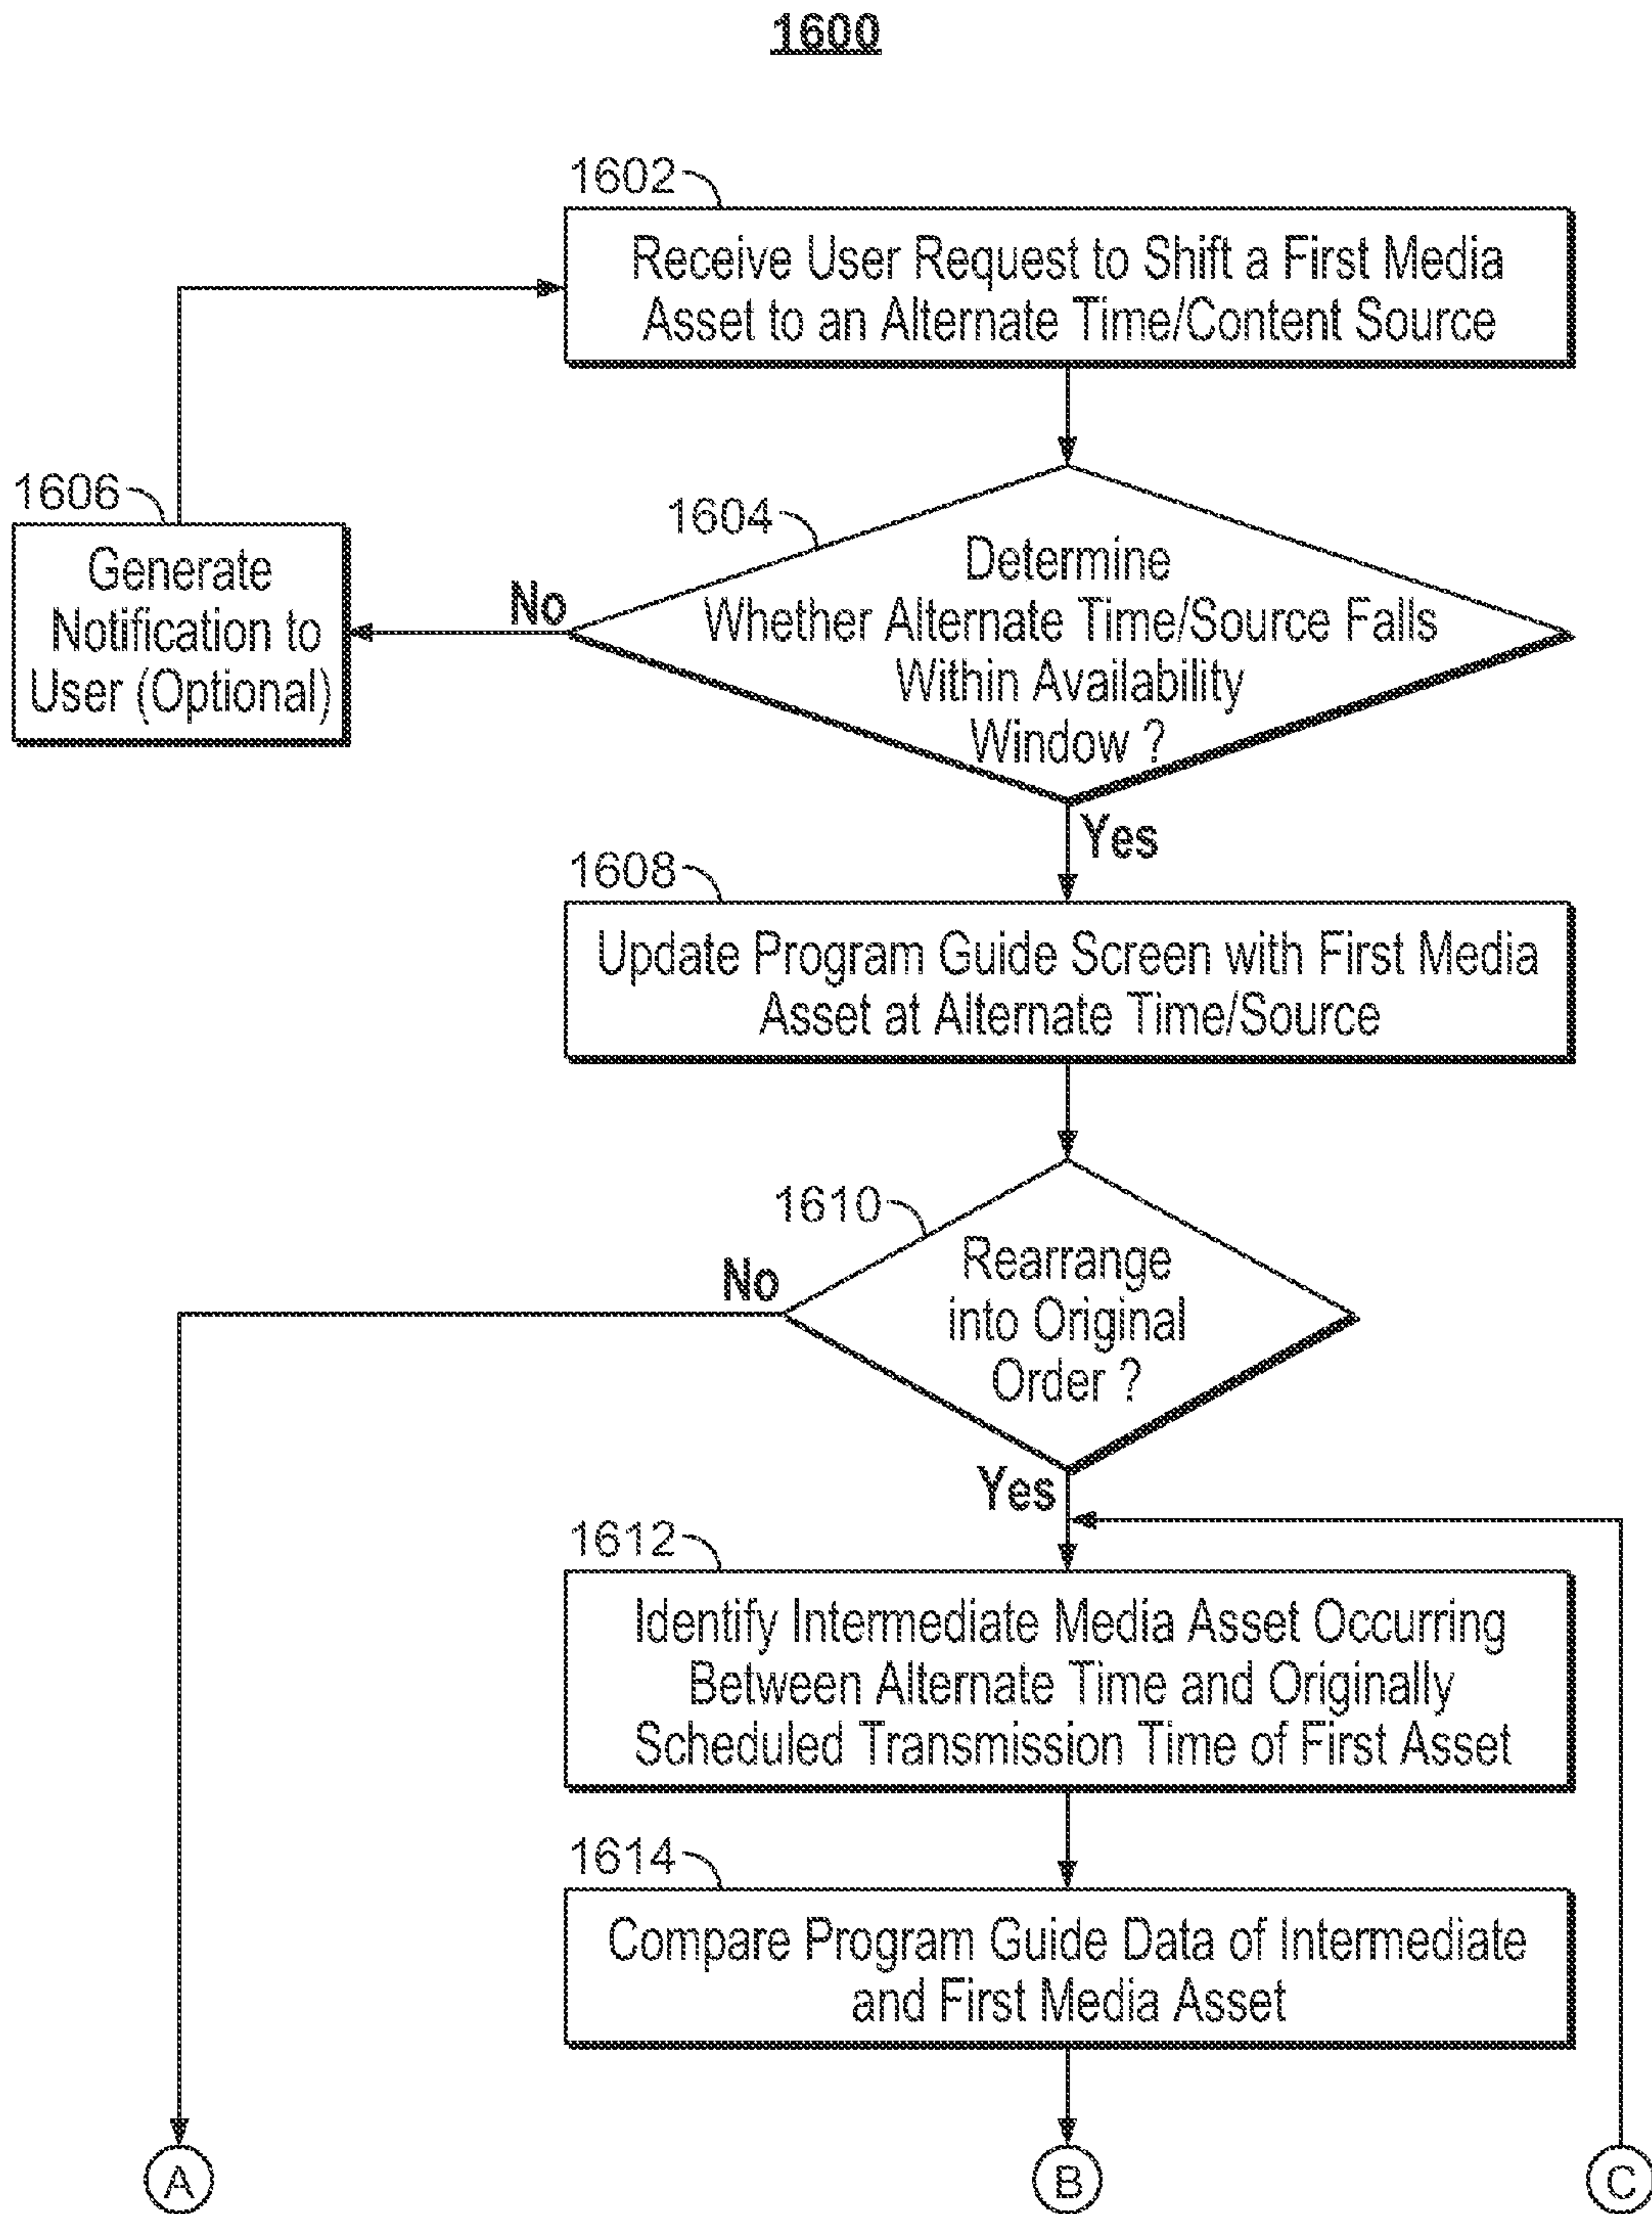 1600
1602
Receive User Request to Shift a First Media
Asset to an Alternate Time/Content Source
1606
Generate
Notification to
User (Optional)
No
1604
Determine
Whether Alternate Time/Source Falls
Within Availability
Window ?
Yes
1608
Update Program Guide Screen with First Media
Asset at Alternate Time/Source
1610
No
Rearrange
into Original
Order ?
Yes
1612
Identify Intermediate Media Asset Occurring
Between Alternate Time and Originally
Scheduled Transmission Time of First Asset
1614
Compare Program Guide Data of Intermediate
and First Media Asset
A
B
C